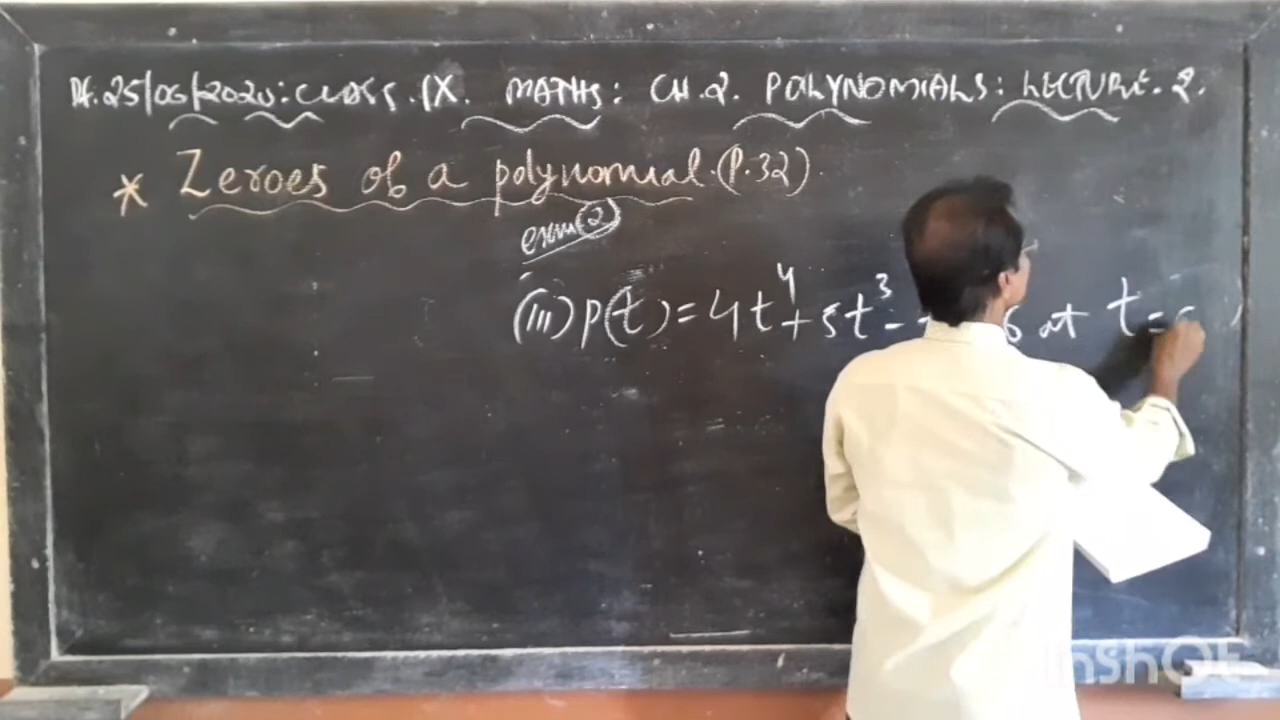 Dt. 25/06/2020: CLASS. IX. MATHS: CH. 2. POLYNOMIALS: LECTURE. 2.
* Zeroes of a polynomial. (P.32)
exm (2)
(iii) p(t) = 4t⁴ + 5t³ - 6 at t =
InShOt